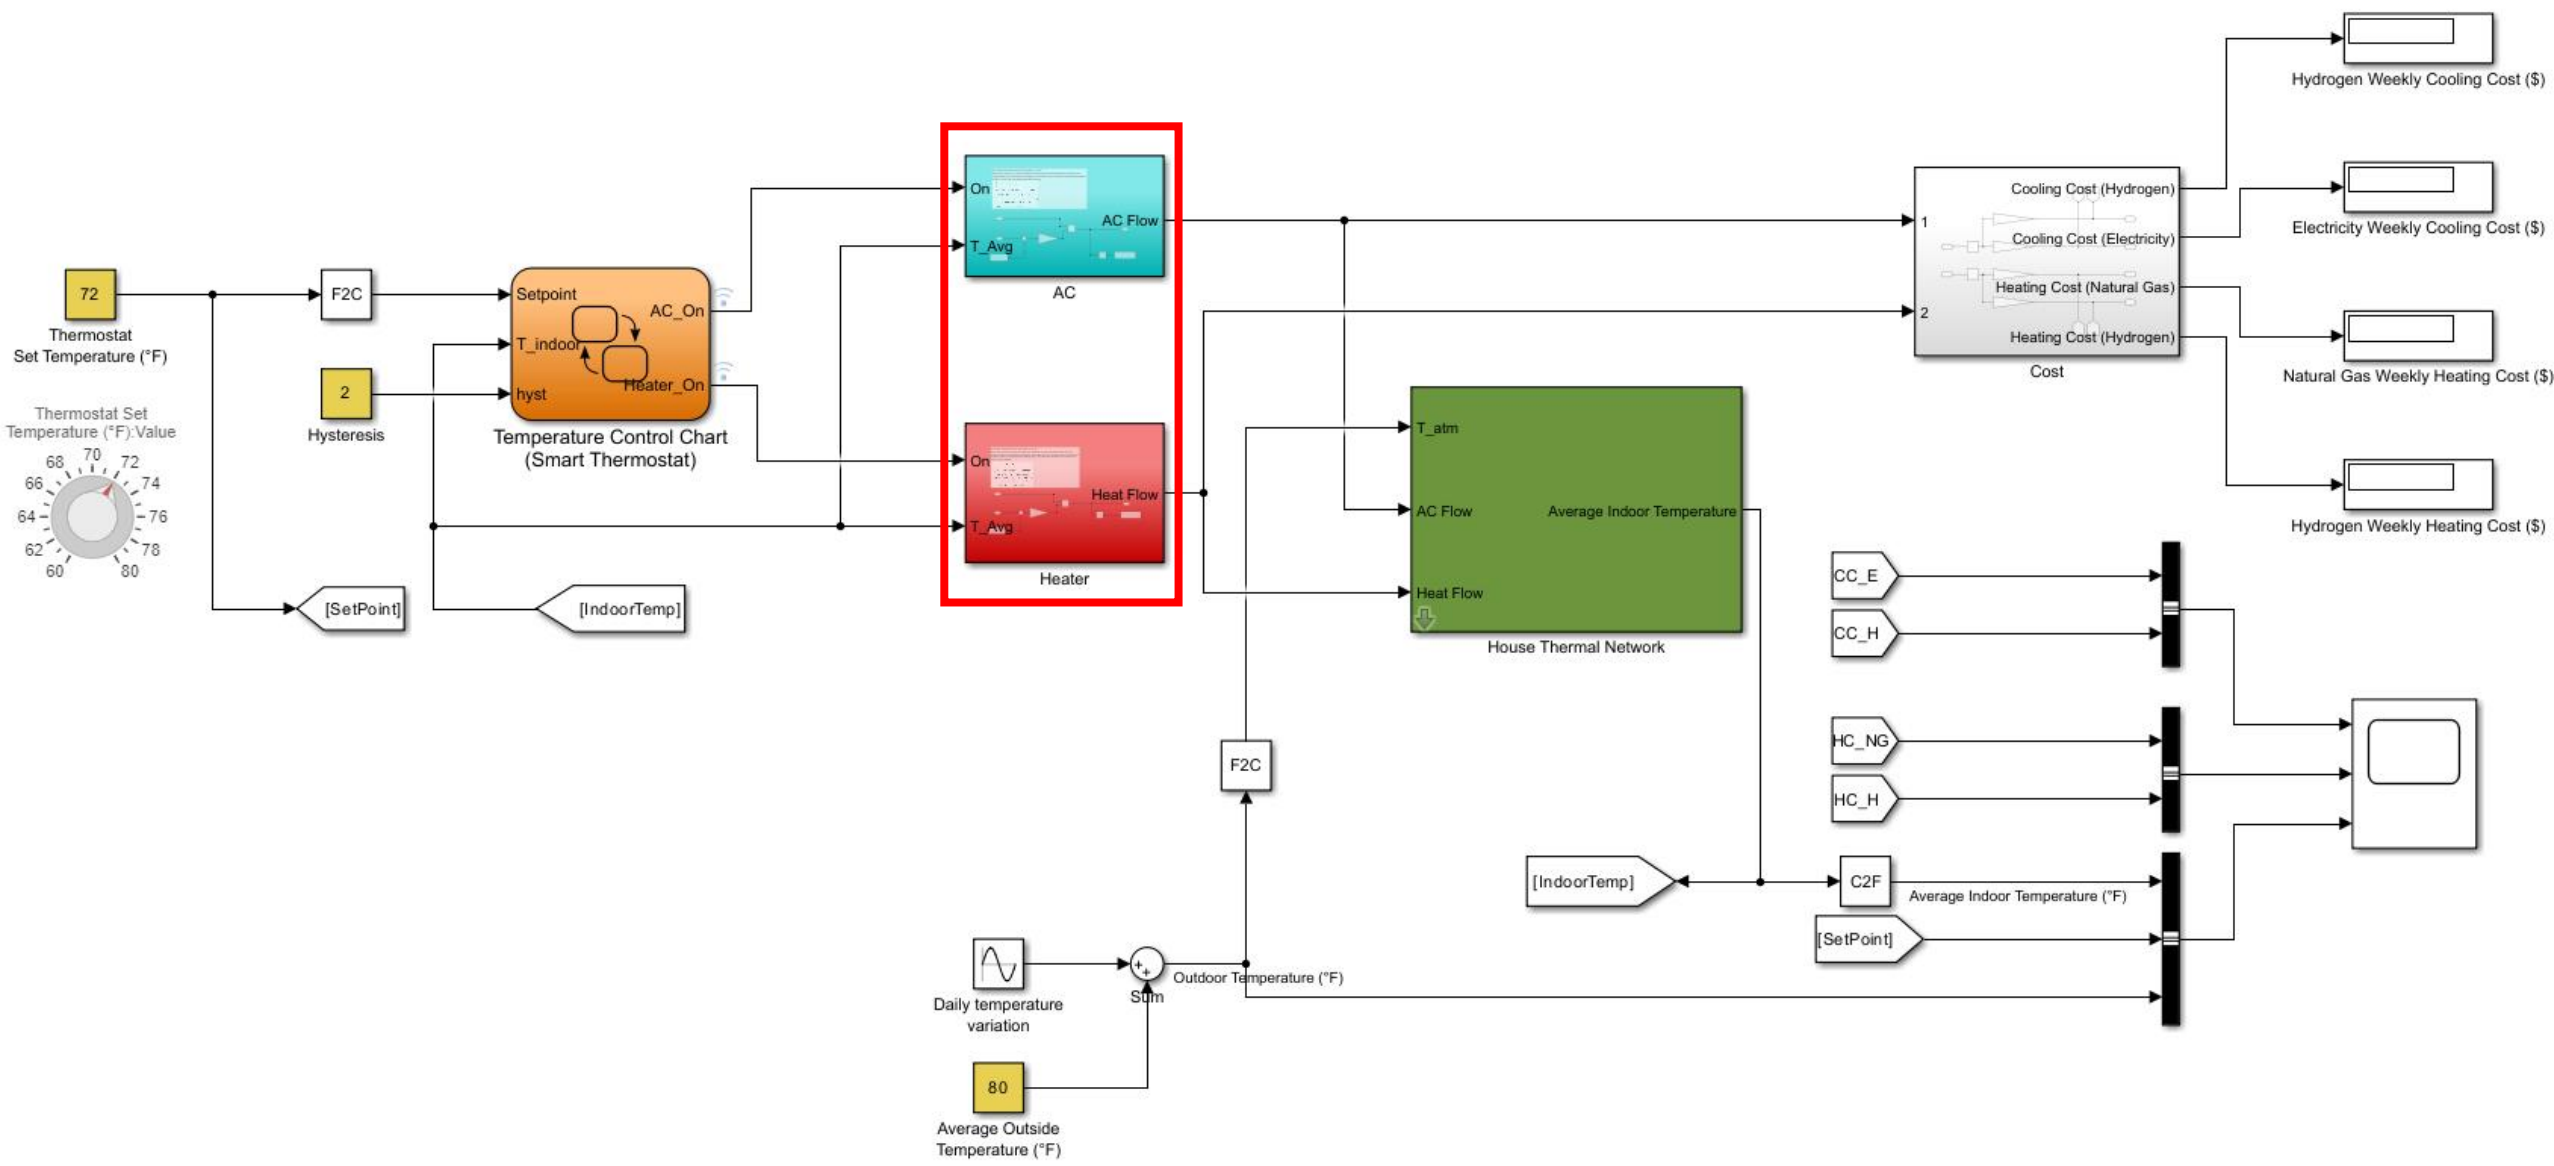 Hydrogen Weekly Cooling Cost ($)
On
AC Flow
T_Avg
AC
Cooling Cost (Hydrogen)
1
Cooling Cost (Electricity)
Heating Cost (Natural Gas)
2
Heating Cost (Hydrogen)
Cost
Electricity Weekly Cooling Cost ($)
Natural Gas Weekly Heating Cost ($)
Hydrogen Weekly Heating Cost ($)
72
Thermostat
Set Temperature (°F)
F2C
2
Hysteresis
Setpoint
AC_On
T_indoor
Heater_On
hyst
Temperature Control Chart
(Smart Thermostat)
Thermostat Set
Temperature (°F):Value
60
62
64
66
68
70
72
74
76
78
80
[SetPoint]
[IndoorTemp]
On
Heat Flow
T_Avg
Heater
T_atm
AC Flow
Average Indoor Temperature
Heat Flow
House Thermal Network
CC_E
CC_H
HC_NG
HC_H
F2C
[IndoorTemp]
C2F
Average Indoor Temperature (°F)
[SetPoint]
Daily temperature
variation
Sum
Outdoor Temperature (°F)
80
Average Outside
Temperature (°F)